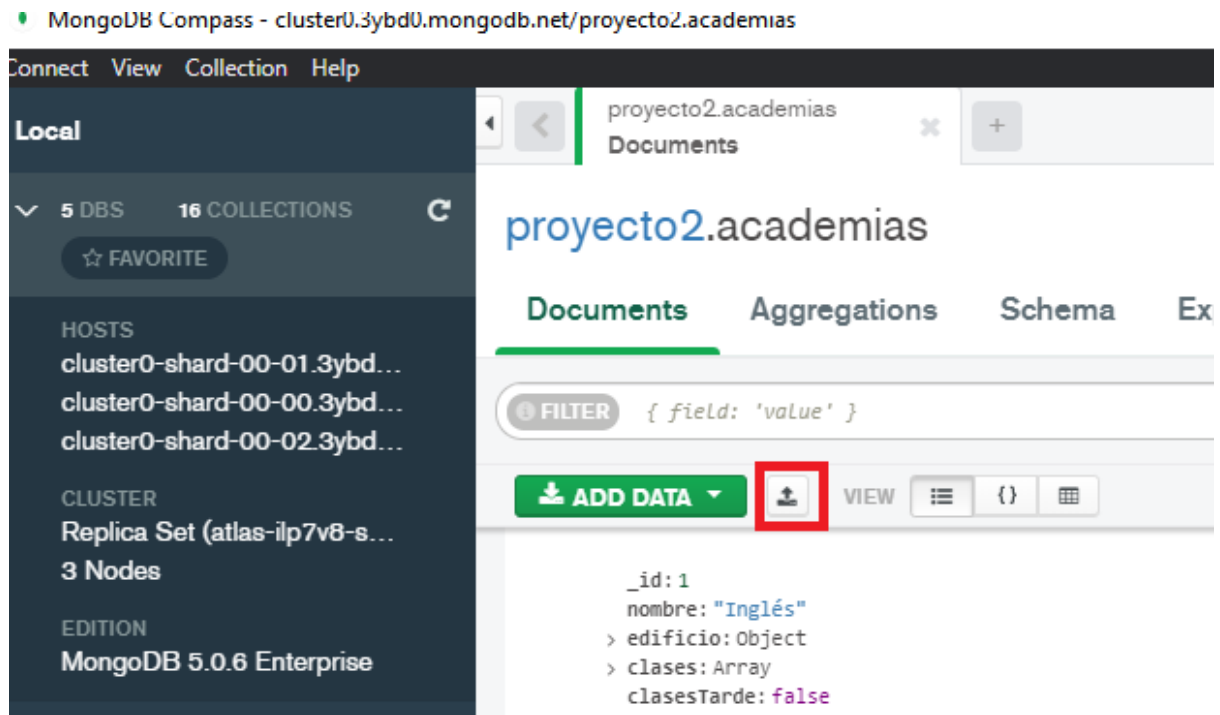 MongoDB Compass - cluster0.3ybd0.mongodb.net/proyecto2.academias
Connect View Collection Help
Local
5 DBS 16 COLLECTIONS
FAVORITE
HOSTS
cluster0-shard-00-01.3ybd...
cluster0-shard-00-00.3ybd...
cluster0-shard-00-02.3ybd...
CLUSTER
Replica Set (atlas-ilp7v8-s...
3 Nodes
EDITION
MongoDB 5.0.6 Enterprise
proyecto2.academias
Documents
proyecto2.academias
Documents Aggregations Schema Ex
FILTER { field: 'value' }
ADD DATA VIEW {}
_id: 1
nombre: "Inglés"
> edificio: Object
> clases: Array
clasesTarde: false